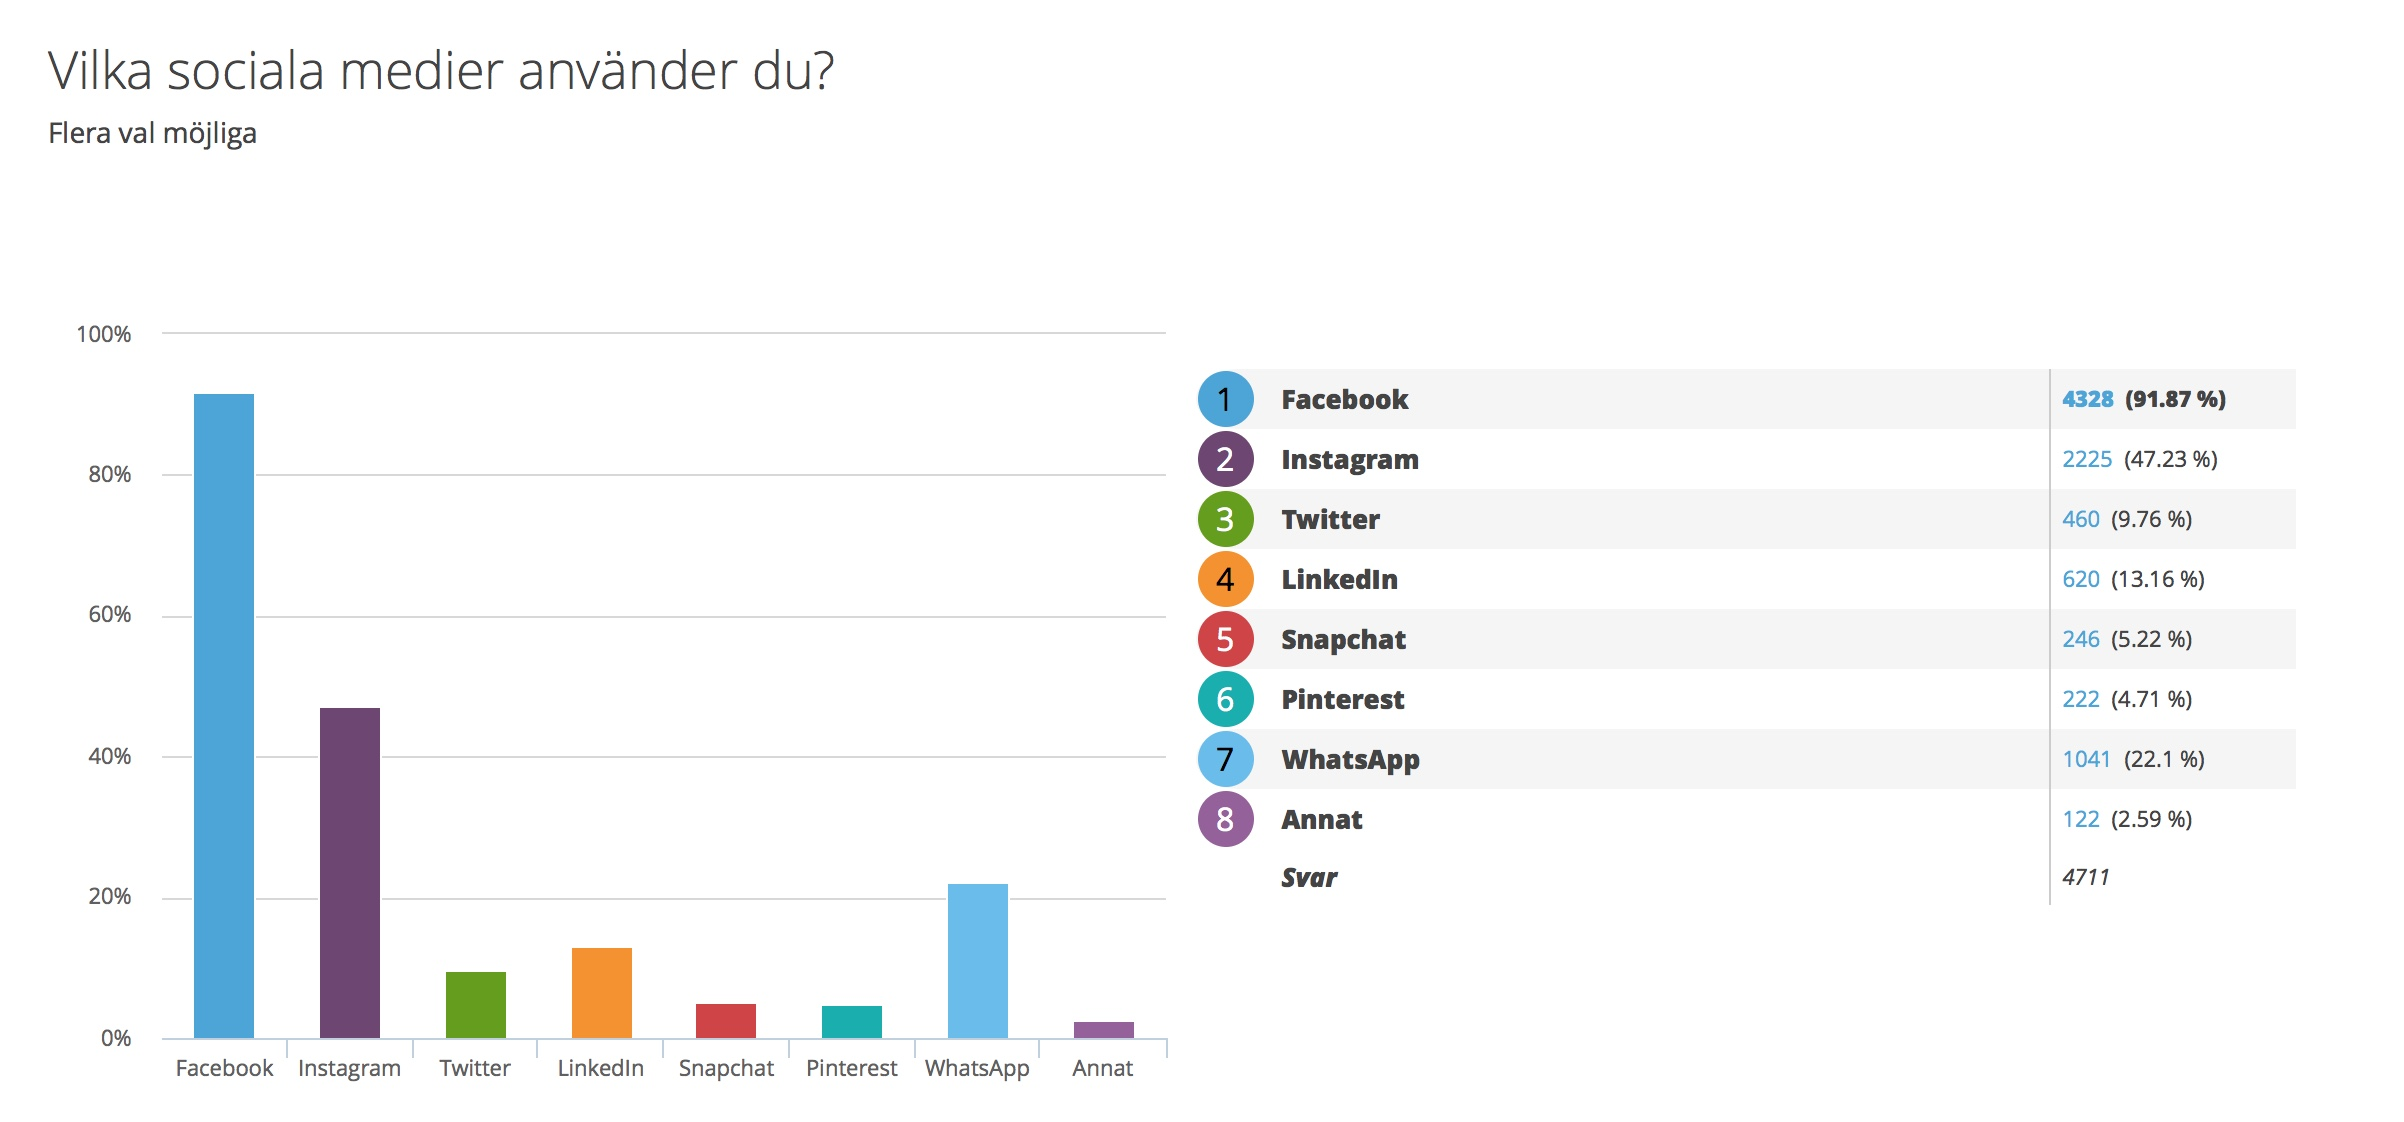 Vilka sociala medier använder du?
Flera val möjliga
100%
80%
60%
40%
20%
0%
Facebook Instagram Twitter LinkedIn Snapchat Pinterest WhatsApp Annat
1 Facebook 4328 (91.87 %)
2 Instagram 2225 (47.23 %)
3 Twitter 460 (9.76 %)
4 LinkedIn 620 (13.16 %)
5 Snapchat 246 (5.22 %)
6 Pinterest 222 (4.71 %)
7 WhatsApp 1041 (22.1 %)
8 Annat 122 (2.59 %)
Svar 4711